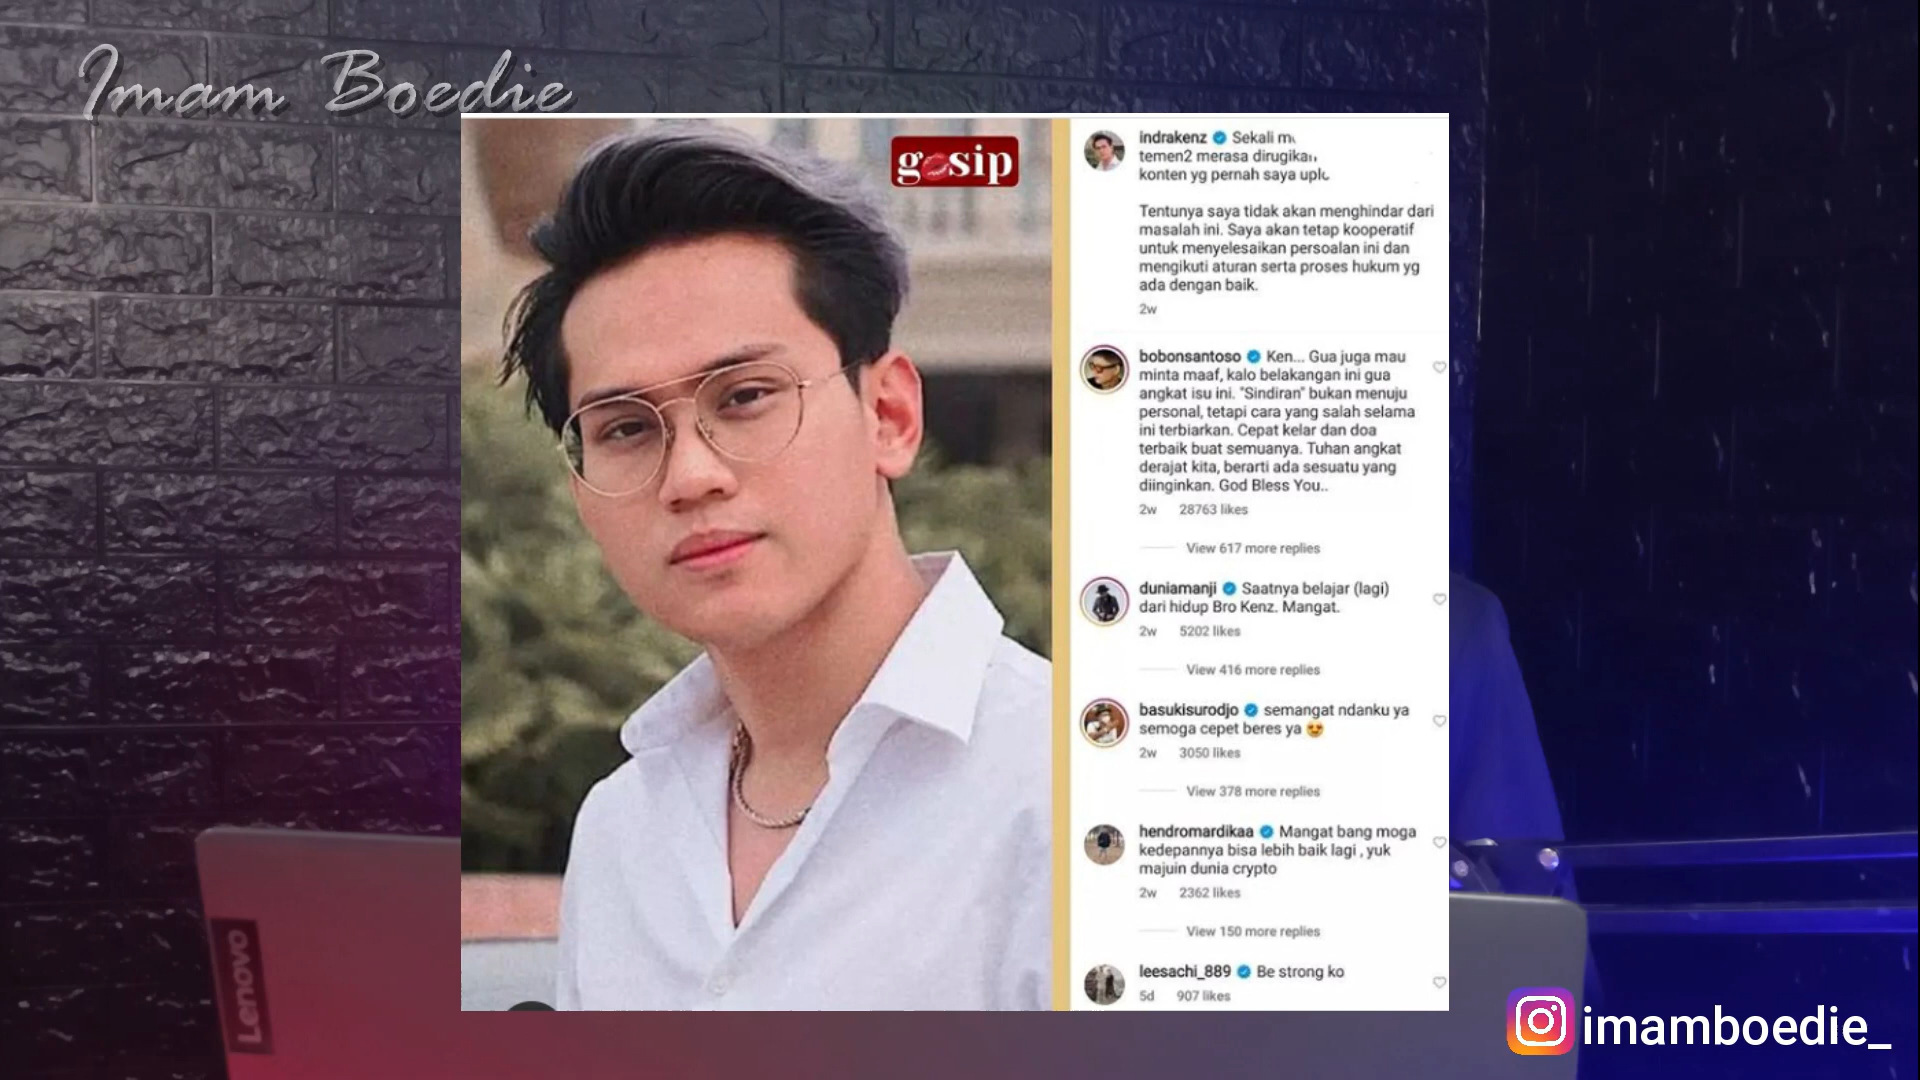 Imam Boedie
gosip
indrakenz Sekali
temen2 merasa dirugikan
konten yg pernah saya
Tentunya saya tidak akan menghindar dari
masalah ini. Saya akan tetap kooperatif
untuk menyelesaikan persoalan ini dan
mengikuti aturan serta proses hukum yg
ada dengan baik.
2w
bobonsantoso Ken... Gua juga mau
minta maaf, kalo belakangan ini gua
angkat isu ini. "Sindiran" bukan menuju
personal, tetapi cara yang salah selama
ini terbiarkan. Cepat kelar dan doa
terbaik buat semuanya. Tuhan angkat
derajat kita, berarti ada sesuatu yang
diinginkan. God Bless You..
2w 28763 likes
View 617 more replies
duniamanji Saatnya belajar (lagi)
dari hidup Bro Kenz. Mangat.
2w 5202 likes
View 416 more replies
basukisurodjo semangat ndanku ya
semoga cepet beres ya 😍
2w 3050 likes
View 378 more replies
hendromardikaa Mangat bang moga
kedepannya bisa lebih baik lagi , yuk
majuin dunia crypto
2w 2362 likes
View 150 more replies
leesachi_889 Be strong ko
5d 907 likes
Lenovo
imamboedie_